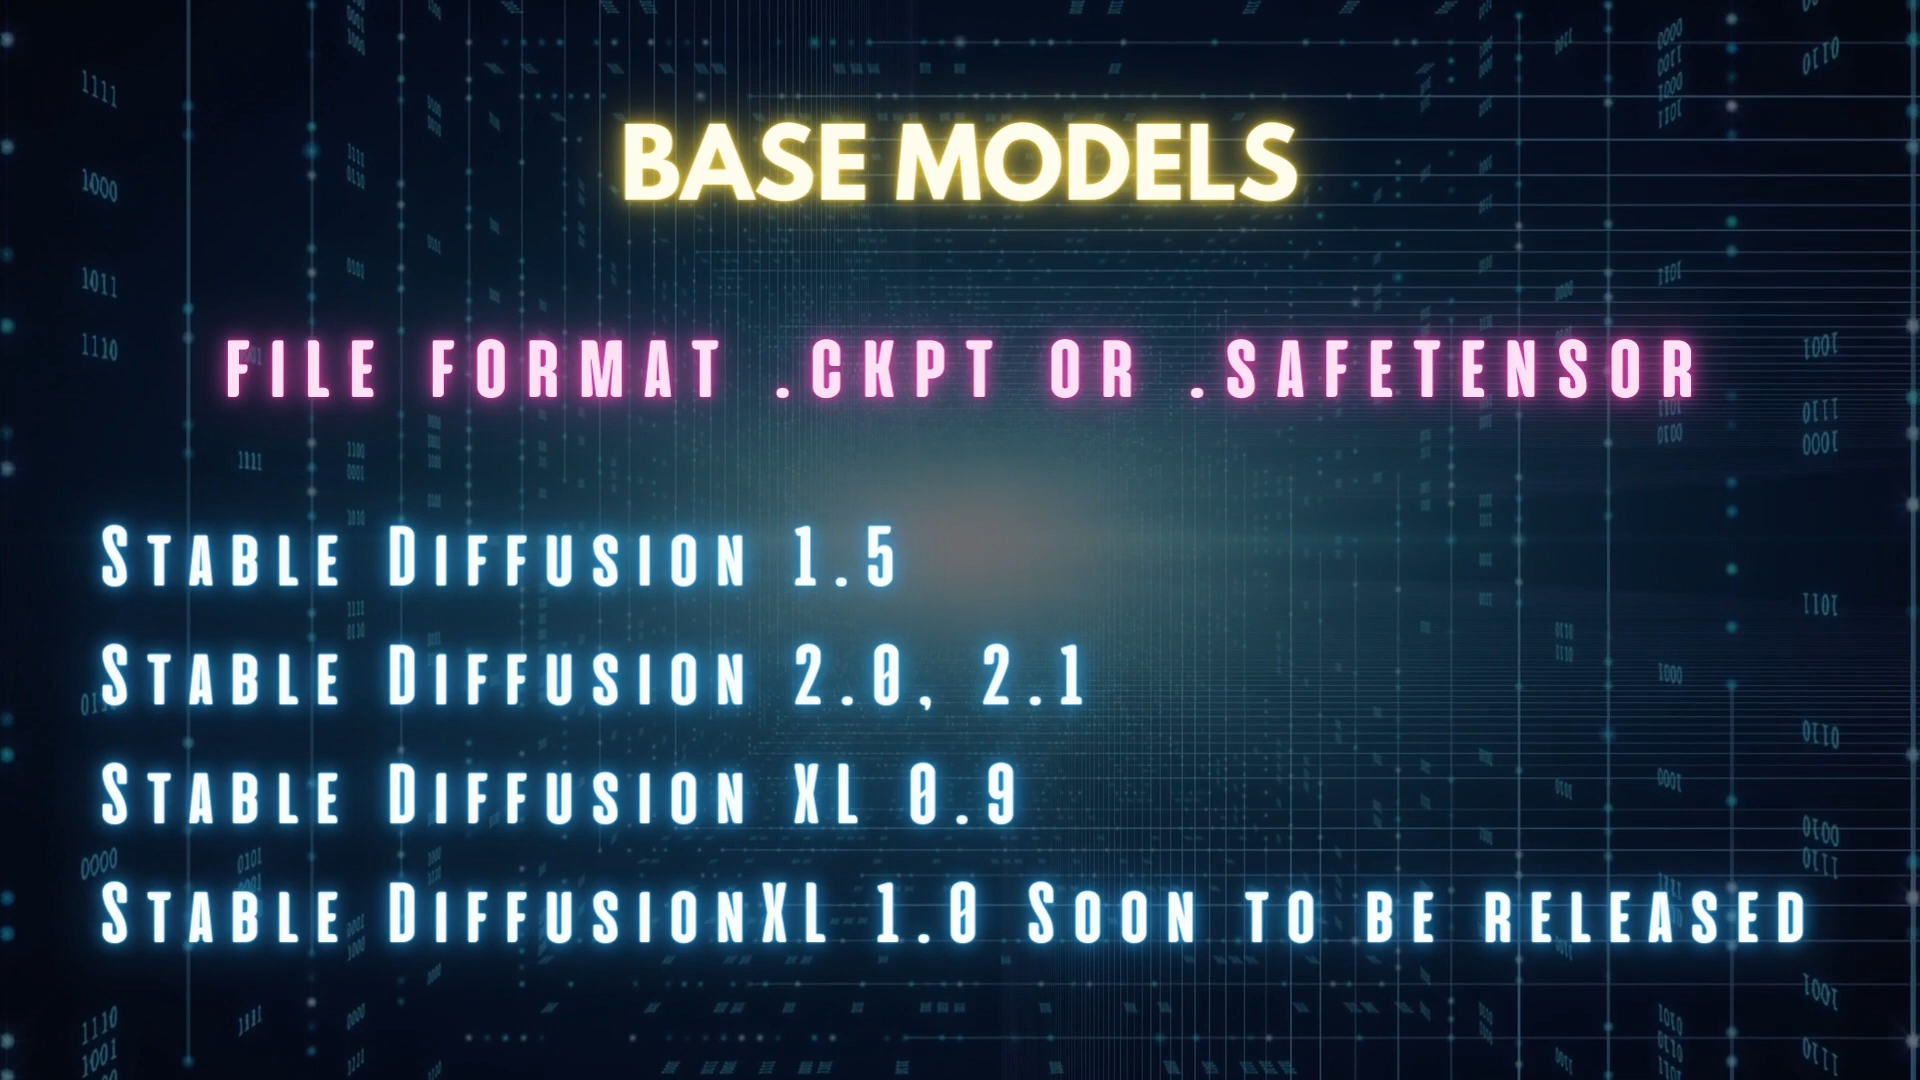 BASE MODELS
FILE FORMAT .CKPT OR .SAFETENSOR
Stable Diffusion 1.5
Stable Diffusion 2.0, 2.1
Stable Diffusion XL 0.9
Stable DiffusionXL 1.0 Soon to be released